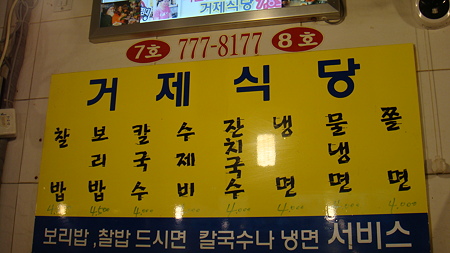 거제식당
7호 777-8177 8호
거제식당
찰밥 보리밥 칼국수 수제비 잔치국수 냉면 물냉면 쫄면
보리밥, 찰밥 드시면 칼국수나 냉면 서비스